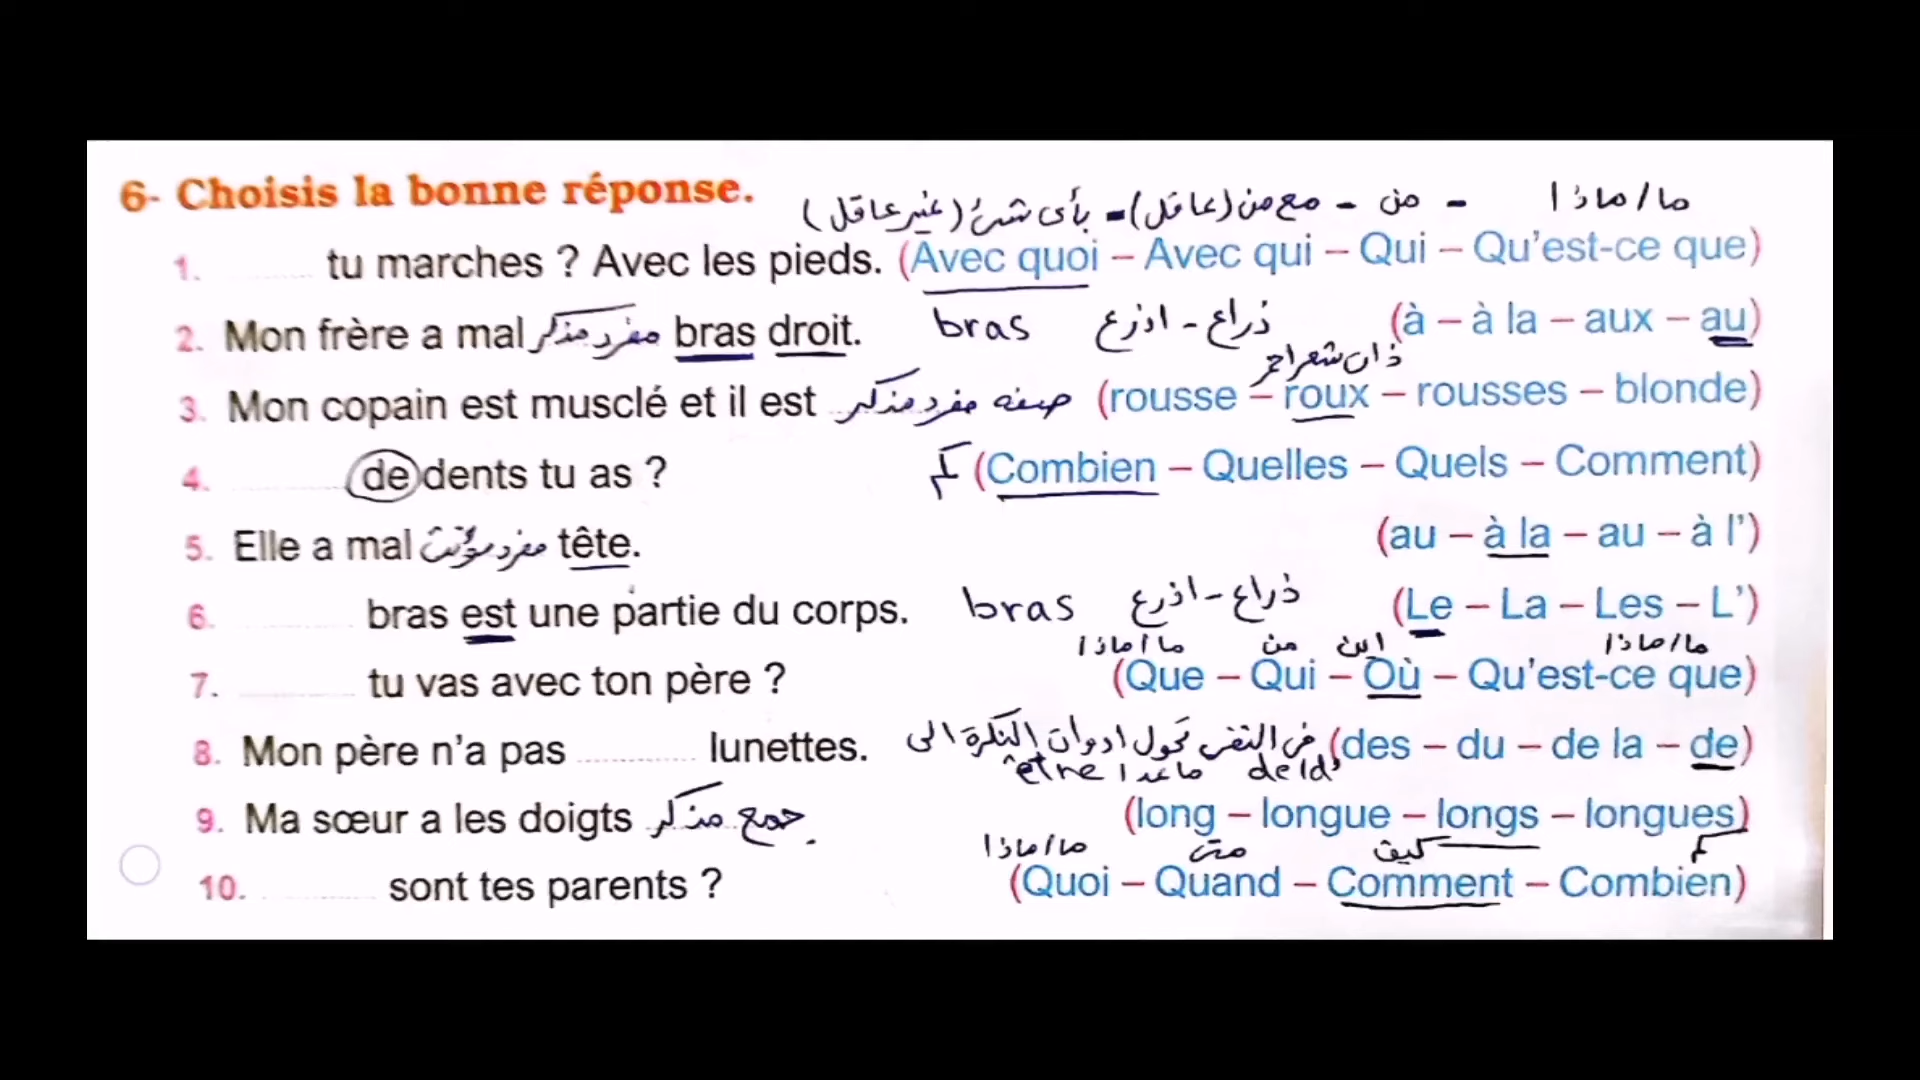 6- Choisis la bonne réponse.
ما/ماذا - من - مع من (عاقل) - بأى شئ (غير عاقل)
1. ........ tu marches ? Avec les pieds. (Avec quoi – Avec qui – Qui – Qu'est-ce que)
2. Mon frère a mal مفرد مذكر bras droit. bras ذراع - اذرع (à – à la – aux – au)
ذات شعر احمر
3. Mon copain est musclé et il est صفه مفرد مذكر (rousse – roux – rousses – blonde)
4. ........ de dents tu as ? كم (Combien – Quelles – Quels – Comment)
5. Elle a mal مفرد مؤنث tête. (au – à la – au – à l')
6. ........ bras est une partie du corps. bras ذراع - اذرع (Le – La – Les – L')
ما/ماذا من اين ما/ماذا
7. ........ tu vas avec ton père ? (Que – Qui – Où – Qu'est-ce que)
8. Mon père n'a pas ........ lunettes. فى النفى تحول ادوات النكرة الى (des – du – de la – de)
de/d' ماعدا être
9. Ma sœur a les doigts جمع مذكر. (long – longue – longs – longues)
ما/ماذا متى كيف كم
10. ........ sont tes parents ? (Quoi – Quand – Comment – Combien)